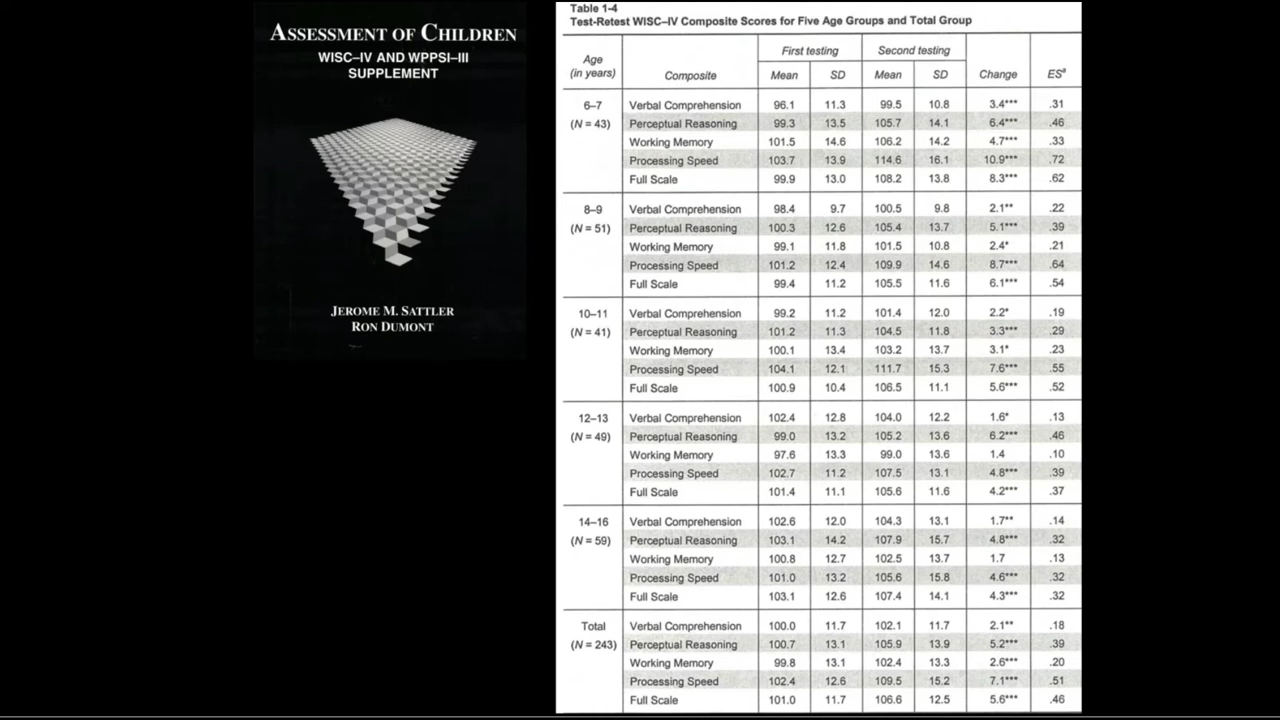 ASSESSMENT OF CHILDREN
WISC–IV AND WPPSI–III
SUPPLEMENT
JEROME M. SATTLER
RON DUMONT
Table 1-4
Test-Retest WISC–IV Composite Scores for Five Age Groups and Total Group
Age (in years) Composite First testing Second testing Change ESᵃ
Mean SD Mean SD
6–7 Verbal Comprehension 96.1 11.3 99.5 10.8 3.4*** .31
(N = 43) Perceptual Reasoning 99.3 13.5 105.7 14.1 6.4*** .46
Working Memory 101.5 14.6 106.2 14.2 4.7*** .33
Processing Speed 103.7 13.9 114.6 16.1 10.9*** .72
Full Scale 99.9 13.0 108.2 13.8 8.3*** .62
8–9 Verbal Comprehension 98.4 9.7 100.5 9.8 2.1** .22
(N = 51) Perceptual Reasoning 100.3 12.6 105.4 13.7 5.1*** .39
Working Memory 99.1 11.8 101.5 10.8 2.4* .21
Processing Speed 101.2 12.4 109.9 14.6 8.7*** .64
Full Scale 99.4 11.2 105.5 11.6 6.1*** .54
10–11 Verbal Comprehension 99.2 11.2 101.4 12.0 2.2* .19
(N = 41) Perceptual Reasoning 101.2 11.3 104.5 11.8 3.3*** .29
Working Memory 100.1 13.4 103.2 13.7 3.1* .23
Processing Speed 104.1 12.1 111.7 15.3 7.6*** .55
Full Scale 100.9 10.4 106.5 11.1 5.6*** .52
12–13 Verbal Comprehension 102.4 12.8 104.0 12.2 1.6* .13
(N = 49) Perceptual Reasoning 99.0 13.2 105.2 13.6 6.2*** .46
Working Memory 97.6 13.3 99.0 13.6 1.4 .10
Processing Speed 102.7 11.2 107.5 13.1 4.8*** .39
Full Scale 101.4 11.1 105.6 11.6 4.2*** .37
14–16 Verbal Comprehension 102.6 12.0 104.3 13.1 1.7** .14
(N = 59) Perceptual Reasoning 103.1 14.2 107.9 15.7 4.8*** .32
Working Memory 100.8 12.7 102.5 13.7 1.7 .13
Processing Speed 101.0 13.2 105.6 15.8 4.6*** .32
Full Scale 103.1 12.6 107.4 14.1 4.3*** .32
Total Verbal Comprehension 100.0 11.7 102.1 11.7 2.1** .18
(N = 243) Perceptual Reasoning 100.7 13.1 105.9 13.9 5.2*** .39
Working Memory 99.8 13.1 102.4 13.3 2.6*** .20
Processing Speed 102.4 12.6 109.5 15.2 7.1*** .51
Full Scale 101.0 11.7 106.6 12.5 5.6*** .46